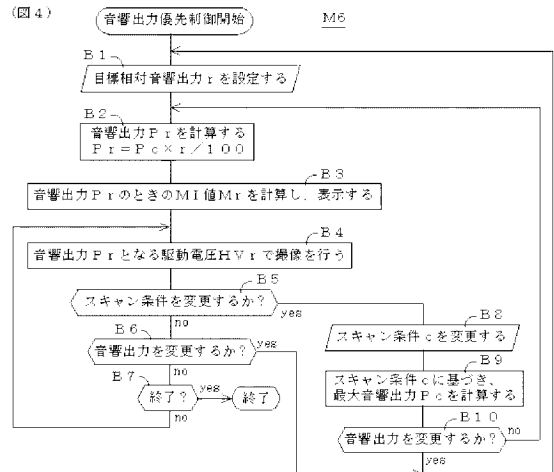 (図4)
音響出力優先制御開始
M6
B1
目標相対音響出力rを設定する
B2
音響出力Prを計算する
Pr=Pc×r/100
B3
音響出力PrのときのMI値Mrを計算し、表示する
B4
音響出力Prとなる駆動電圧HVrで撮像を行う
B5
スキャン条件を変更するか?
yes
no
B6
音響出力を変更するか?
yes
no
B7
終了?
yes
終了
no
B8
スキャン条件cを変更する
B9
スキャン条件cに基づき、
最大音響出力Pcを計算する
B10
音響出力を変更するか?
no
yes